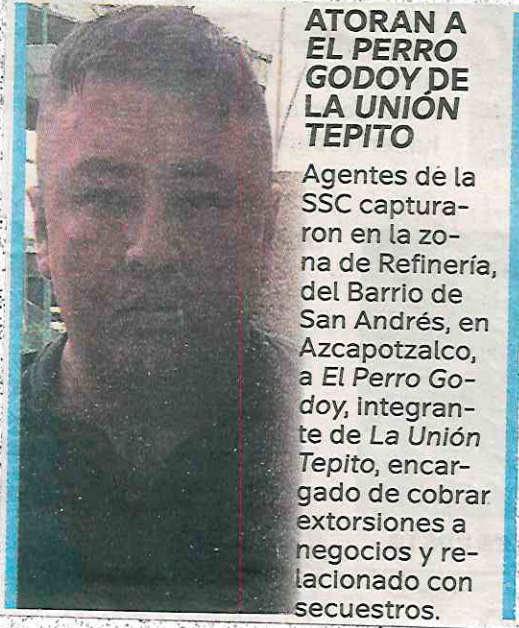 ATORAN A
EL PERRO
GODOY DE
LA UNIÓN
TEPITO
Agentes de la
SSC captura-
ron en la zo-
na de Refinería,
del Barrio de
San Andrés, en
Azcapotzalco,
a El Perro Go-
doy, integran-
te de La Unión
Tepito, encar-
gado de cobrar
extorsiones a
negocios y re-
lacionado con
secuestros.